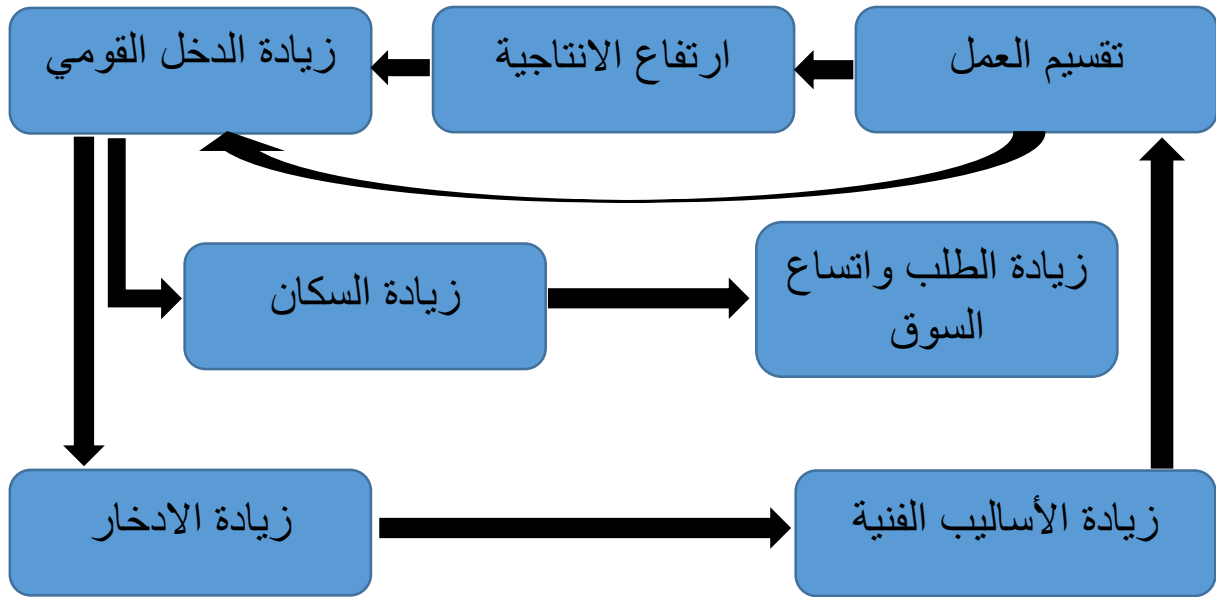 تقسيم العمل
ارتفاع الانتاجية
زيادة الدخل القومي
زيادة الطلب واتساع
السوق
زيادة السكان
زيادة الأساليب الفنية
زيادة الادخار